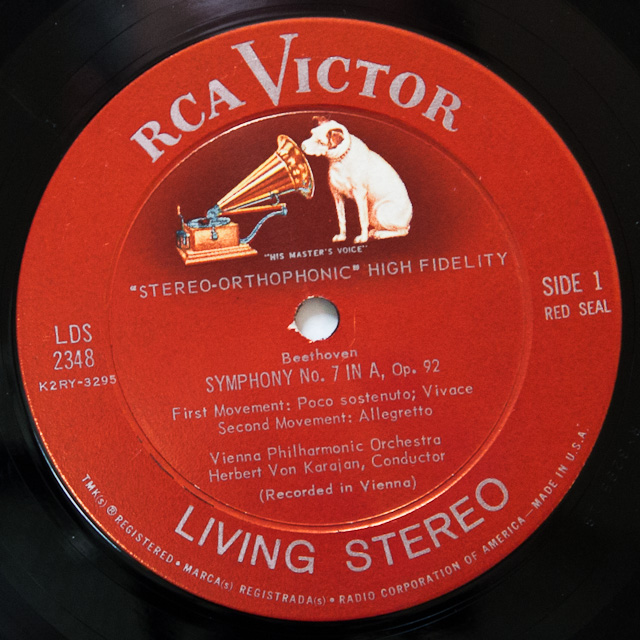 RCA VICTOR
"HIS MASTER'S VOICE"
"STEREO-ORTHOPHONIC" HIGH FIDELITY
SIDE 1
RED SEAL
LDS
2348
K2RY-3295
Beethoven
SYMPHONY No. 7 IN A, Op. 92
First Movement: Poco sostenuto; Vivace
Second Movement: Allegretto
Vienna Philharmonic Orchestra
Herbert Von Karajan, Conductor
(Recorded in Vienna)
LIVING STEREO
TMK(s) ® REGISTERED • MARCA(s) REGISTRADA(s) • RADIO CORPORATION OF AMERICA—MADE IN U.S.A.